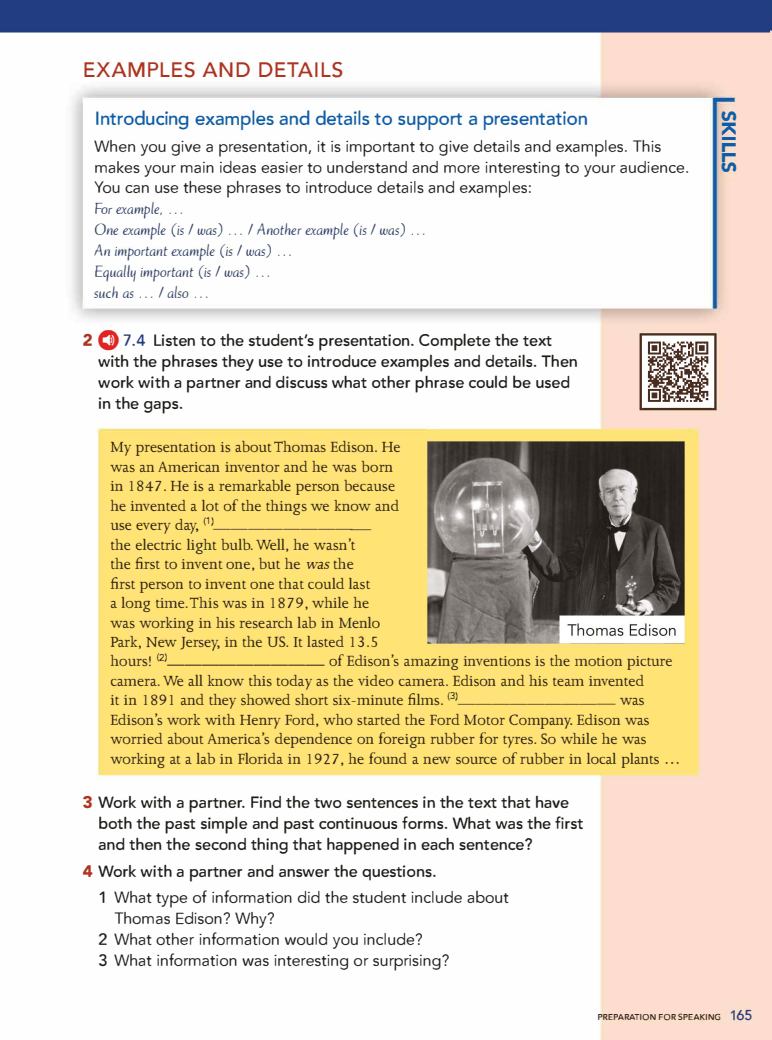 EXAMPLES AND DETAILS
Introducing examples and details to support a presentation
When you give a presentation, it is important to give details and examples. This
makes your main ideas easier to understand and more interesting to your audience.
You can use these phrases to introduce details and examples:
For example, …
One example (is / was) … / Another example (is / was) …
An important example (is / was) …
Equally important (is / was) …
such as … / also …
SKILLS
2 7.4 Listen to the student's presentation. Complete the text
with the phrases they use to introduce examples and details. Then
work with a partner and discuss what other phrase could be used
in the gaps.
My presentation is about Thomas Edison. He
was an American inventor and he was born
in 1847. He is a remarkable person because
he invented a lot of the things we know and
use every day, (1)____________________
the electric light bulb. Well, he wasn't
the first to invent one, but he was the
first person to invent one that could last
a long time. This was in 1879, while he
was working in his research lab in Menlo
Park, New Jersey, in the US. It lasted 13.5
hours! (2)____________________ of Edison's amazing inventions is the motion picture
camera. We all know this today as the video camera. Edison and his team invented
it in 1891 and they showed short six-minute films. (3)____________________ was
Edison's work with Henry Ford, who started the Ford Motor Company. Edison was
worried about America's dependence on foreign rubber for tyres. So while he was
working at a lab in Florida in 1927, he found a new source of rubber in local plants …
Thomas Edison
3 Work with a partner. Find the two sentences in the text that have
both the past simple and past continuous forms. What was the first
and then the second thing that happened in each sentence?
4 Work with a partner and answer the questions.
1 What type of information did the student include about
Thomas Edison? Why?
2 What other information would you include?
3 What information was interesting or surprising?
PREPARATION FOR SPEAKING 165